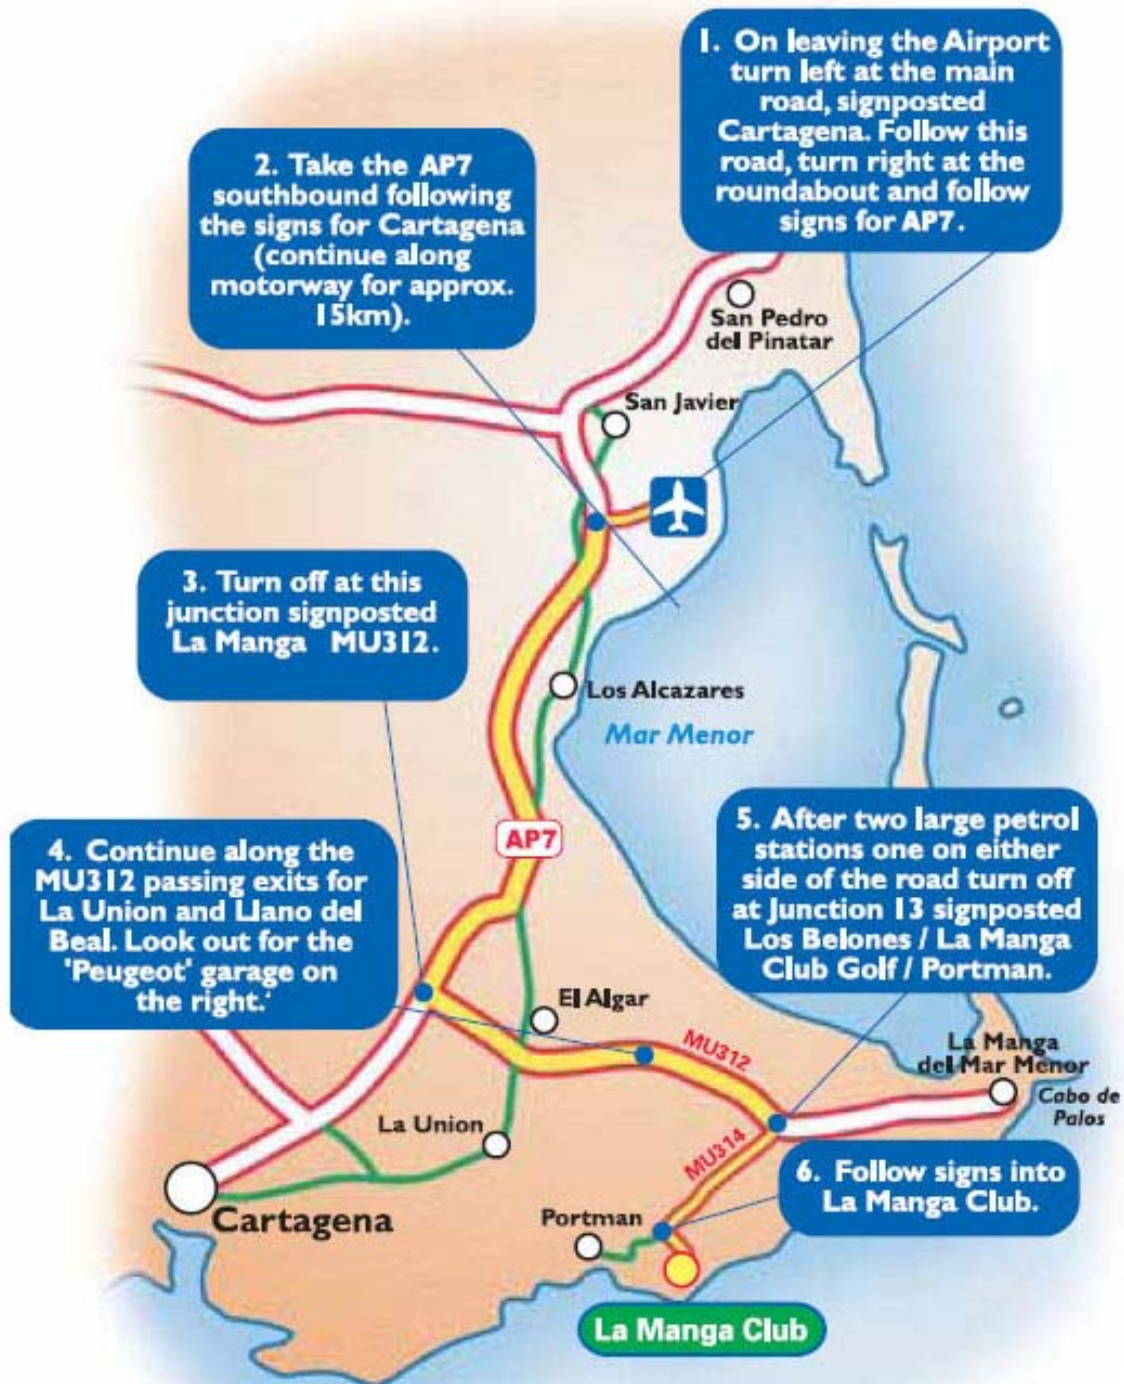 1. On leaving the Airport
turn left at the main
road, signposted
Cartagena. Follow this
road, turn right at the
roundabout and follow
signs for AP7.
2. Take the AP7
southbound following
the signs for Cartagena
(continue along
motorway for approx.
15km).
San Pedro
del Pinatar
San Javier
3. Turn off at this
junction signposted
La Manga MU312.
Los Alcazares
Mar Menor
AP7
4. Continue along the
MU312 passing exits for
La Union and Llano del
Beal. Look out for the
'Peugeot' garage on
the right.'
5. After two large petrol
stations one on either
side of the road turn off
at Junction 13 signposted
Los Belones / La Manga
Club Golf / Portman.
El Algar
MU312
La Manga
del Mar Menor
Cabo de
Palos
La Union
MU314
6. Follow signs into
La Manga Club.
Cartagena
Portman
La Manga Club